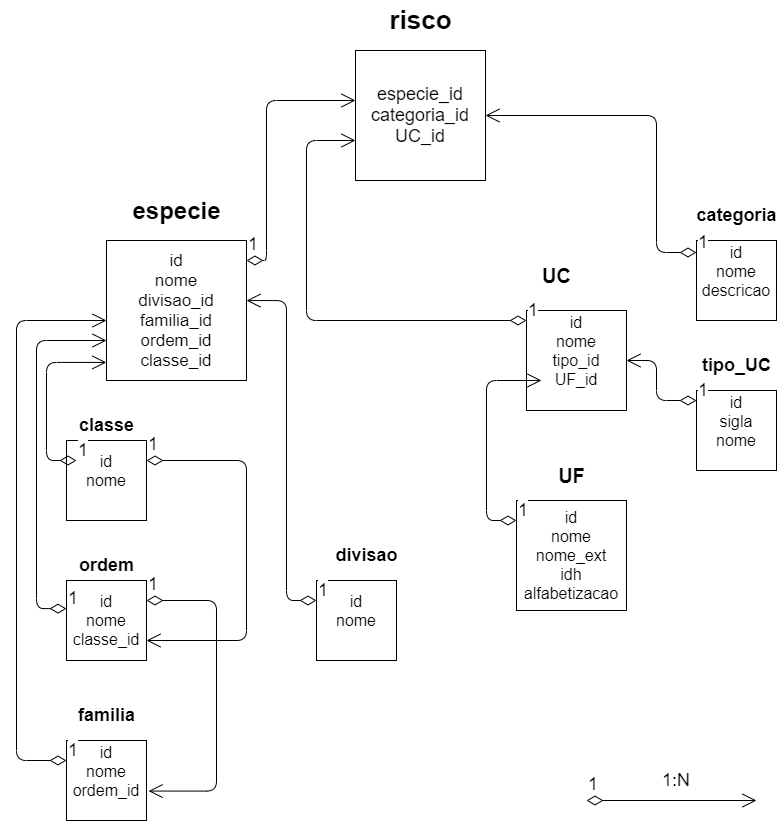 risco
especie_id
categoria_id
UC_id
especie
1
id
nome
divisao_id
familia_id
ordem_id
classe_id
categoria
1
id
nome
descricao
UC
1
id
nome
tipo_id
UF_id
tipo_UC
1
id
sigla
nome
classe
1
1
id
nome
UF
1
id
nome
nome_ext
idh
alfabetizacao
ordem
1
1
id
nome
classe_id
divisao
1
id
nome
familia
1
id
nome
ordem_id
1
1:N